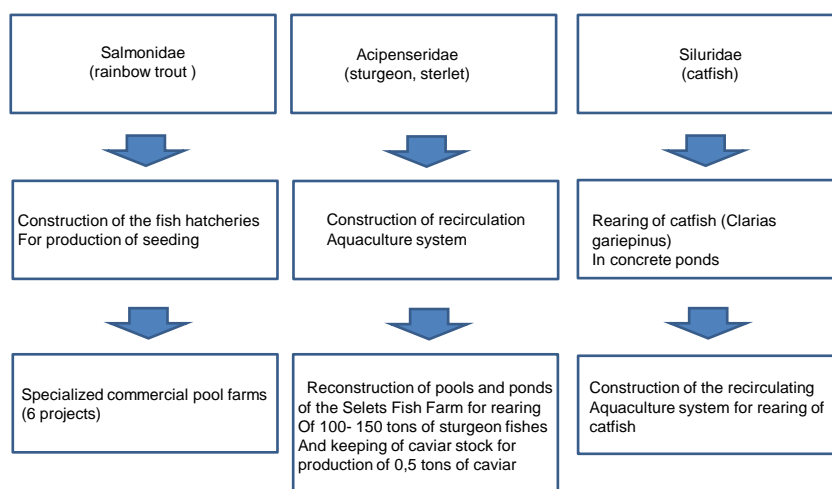 Salmonidae
(rainbow trout )
Acipenseridae
(sturgeon, sterlet)
Siluridae
(catfish)
Construction of the fish hatcheries
For production of seeding
Construction of recirculation
Aquaculture system
Rearing of catfish (Clarias
gariepinus)
In concrete ponds
Specialized commercial pool farms
(6 projects)
Reconstruction of pools and ponds
of the Selets Fish Farm for rearing
Of 100- 150 tons of sturgeon fishes
And keeping of caviar stock for
production of 0,5 tons of caviar
Construction of the recirculating
Aquaculture system for rearing of
catfish